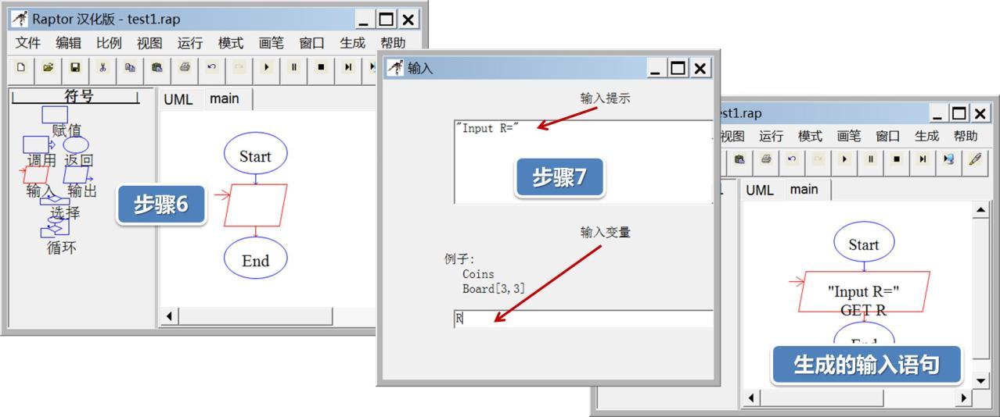 Raptor 汉化版 - test1.rap
文件 编辑 比例 视图 运行 模式 画笔 窗口 生成 帮助
符号
赋值
调用 返回
输入 输出
选择
循环
UML main
Start
End
步骤6
输入
输入提示
"Input R="
步骤7
输入变量
例子:
Coins
Board[3,3]
R
est1.rap
视图 运行 模式 画笔 窗口 生成 帮助
UML main
Start
"Input R="
GET R
End
生成的输入语句